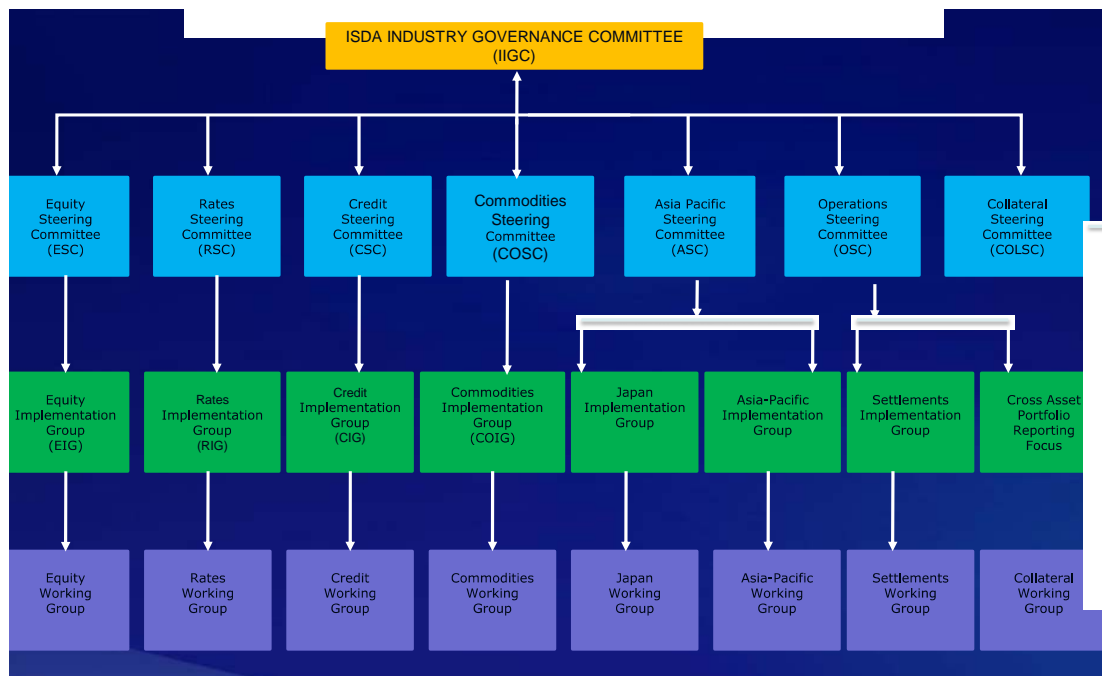 ISDA INDUSTRY GOVERNANCE COMMITTEE
(IIGC)
Equity
Steering
Committee
(ESC)
Rates
Steering
Committee
(RSC)
Credit
Steering
Committee
(CSC)
Commodities
Steering
Committee
(COSC)
Asia Pacific
Steering
Committee
(ASC)
Operations
Steering
Committee
(OSC)
Collateral
Steering
Committee
(COLSC)
Equity
Implementation
Group
(EIG)
Rates
Implementation
Group
(RIG)
Credit
Implementation
Group
(CIG)
Commodities
Implementation
Group
(COIG)
Japan
Implementation
Group
Asia-Pacific
Implementation
Group
Settlements
Implementation
Group
Cross Asset
Portfolio
Reporting
Focus
Equity
Working
Group
Rates
Working
Group
Credit
Working
Group
Commodities
Working
Group
Japan
Working
Group
Asia-Pacific
Working
Group
Settlements
Working
Group
Collateral
Working
Group